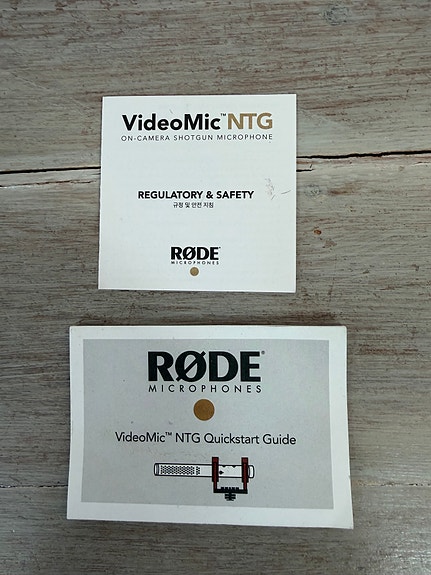 VideoMic™ NTG
ON-CAMERA SHOTGUN MICROPHONE
REGULATORY & SAFETY
규정 및 안전 지침
RØDE®
MICROPHONES
RØDE®
MICROPHONES
VideoMic™ NTG Quickstart Guide